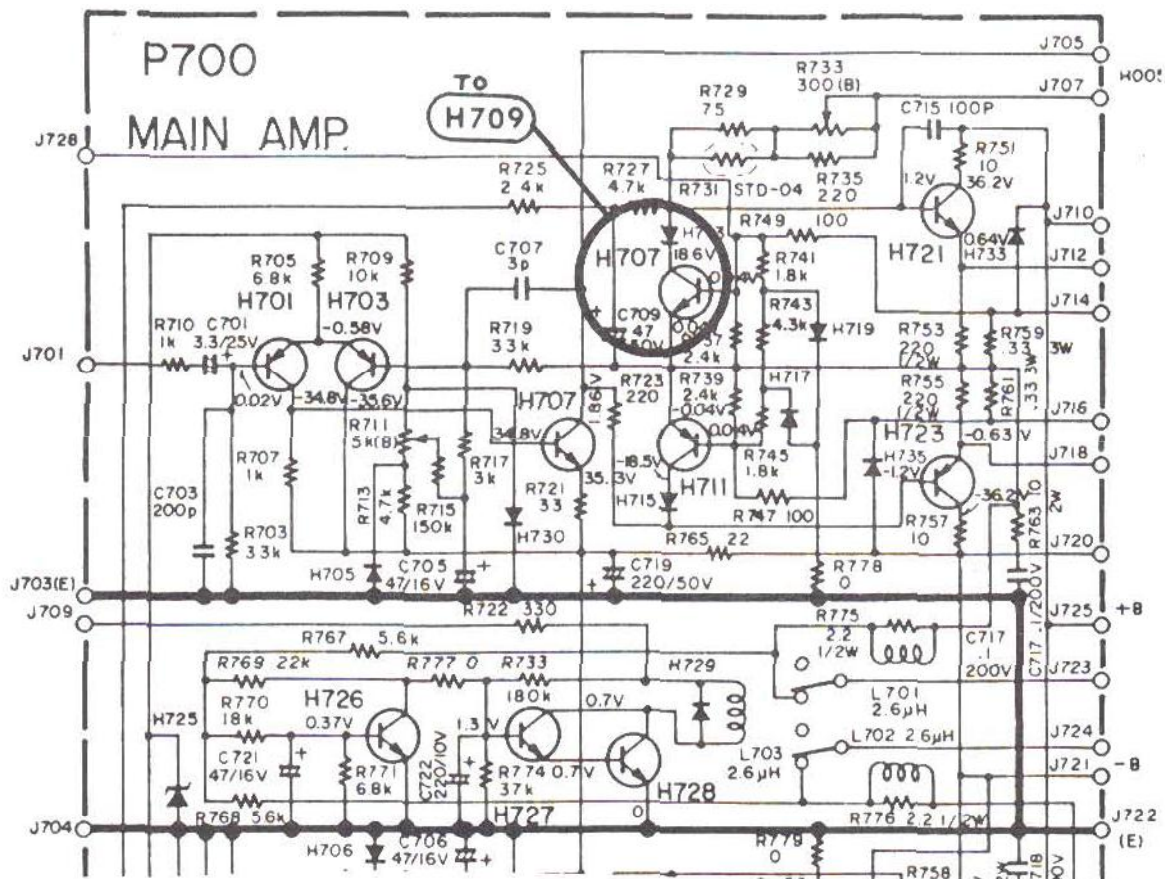 P700
MAIN AMP.
TO
H709
J705
J707
R733
300(B)
R729
75
C715 100P
J728
R725
2.4k
R727
4.7k
R731
STD-04
R735
220
R751
10
36.2V
1.2V
R749
100
J710
R705
6.8k
R709
10k
C707
3p
H707
18.6V
R741
1.8k
H721
0.64V
H733
J712
H701
H703
R743
4.3k
J714
R710
1k
C701
3.3/25V
-0.58V
R719
33k
C709
47
50V
H719
R753
220
1/2W
R759
.33
3W
J701
2.4k
0.02V
-34.8V
-35.6V
R723
220
R739
2.4k
H717
R755
220
1/2W
R761
.33 3W
R711
5k(B)
H707
34.8V
1.86V
-0.04V
0.04V
J716
H723
-0.63V
R707
1k
R717
3k
-18.5V
R745
1.8k
H735
-1.2V
J718
C703
200p
R713
4.7k
R715
150k
35.3V
R721
33
H715
H711
R747 100
R757
10
-36.2V
R763 10
2W
R703
33k
H730
R765 22
J720
H705
C705
47/16V
C719
220/50V
R778
0
J703(E)
C717 .1/200V
J709
R722 330
R775
2.2
1/2W
C717
.1
200V
J725
+B
R767 5.6k
R769 22k
R777 0
R733
180k
H729
J723
R770
18k
H726
0.37V
1.3V
0.7V
L701
2.6μH
H725
C721
47/16V
L702 2.6μH
J724
L703
2.6μH
R771
68k
C722
220/10V
R774
37k
0.7V
H728
J721
-B
R768 56k
H727
0
R776 2.2 1/2W
J704
J722
(E)
H706
C706
47/16V
R779
0
R758